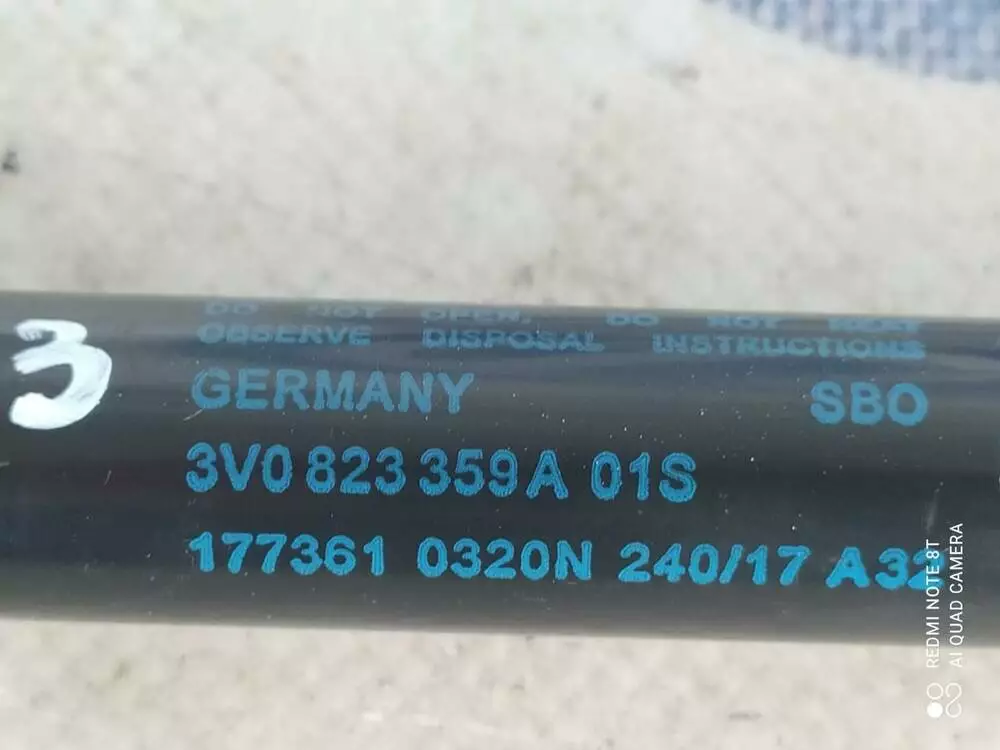 3
DO NOT OPEN, DO NOT HEAT
OBSERVE DISPOSAL INSTRUCTIONS
GERMANY SBO
3V0 823 359A 01S
177361 0320N 240/17 A32
REDMI NOTE 8T
AI QUAD CAMERA